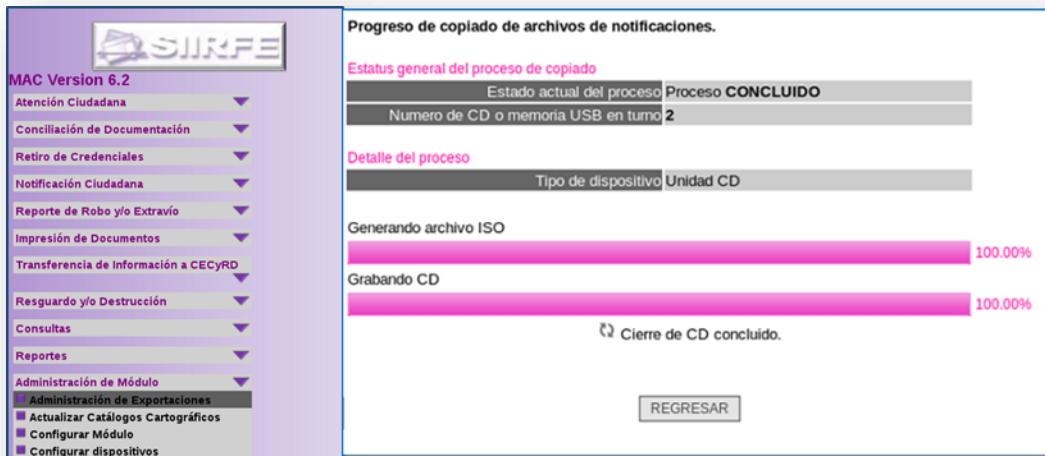 SIIRFE
MAC Version 6.2
Atención Ciudadana
Conciliación de Documentación
Retiro de Credenciales
Notificación Ciudadana
Reporte de Robo y/o Extravío
Impresión de Documentos
Transferencia de Información a CECyRD
Resguardo y/o Destrucción
Consultas
Reportes
Administración de Módulo
Administración de Exportaciones
Actualizar Catálogos Cartográficos
Configurar Módulo
Configurar dispositivos
Progreso de copiado de archivos de notificaciones.
Estatus general del proceso de copiado
Estado actual del proceso Proceso CONCLUIDO
Numero de CD o memoria USB en turno 2
Detalle del proceso
Tipo de dispositivo Unidad CD
Generando archivo ISO
100.00%
Grabando CD
100.00%
Cierre de CD concluido.
REGRESAR